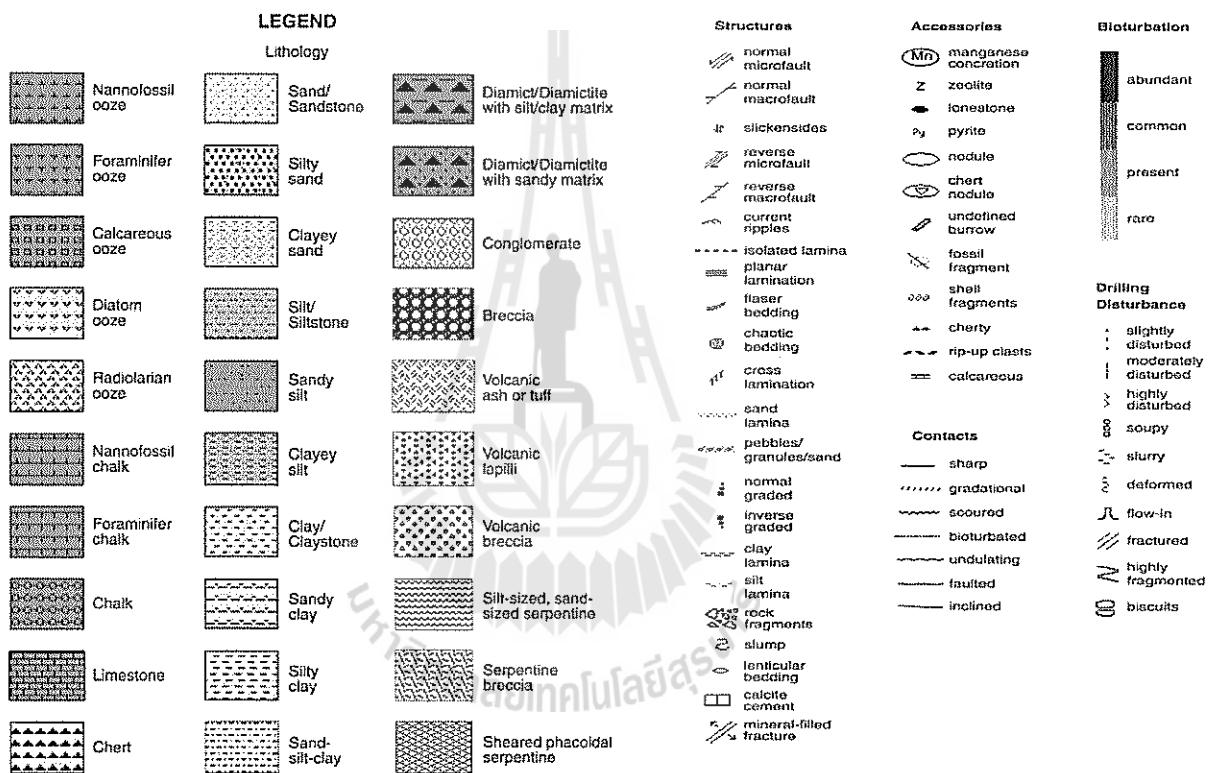 LEGEND
Lithology
Nannofossil
ooze
Foraminifer
ooze
Calcareous
ooze
Diatom
ooze
Radiolarian
ooze
Nannofossil
chalk
Foraminifer
chalk
Chalk
Limestone
Chert
Sand/
Sandstone
Silty
sand
Clayey
sand
Silt/
Siltstone
Sandy
silt
Clayey
silt
Clay/
Claystone
Sandy
clay
Silty
clay
Sand-
silt-clay
Diamict/Diamictite
with silt/clay matrix
Diamict/Diamictite
with sandy matrix
Conglomerate
Breccia
Volcanic
ash or tuff
Volcanic
lapilli
Volcanic
breccia
Silt-sized, sand-
sized serpentine
Serpentine
breccia
Sheared phacoidal
serpentine
Structures
normal
microfault
normal
macrofault
slickensides
reverse
microfault
reverse
macrofault
current
ripples
isolated lamina
planar
lamination
flaser
bedding
chaotic
bedding
cross
lamination
sand
lamina
pebbles/
granules/sand
normal
graded
inverse
graded
clay
lamina
silt
lamina
rock
fragments
slump
lenticular
bedding
calcite
cement
mineral-filled
fracture
Accessories
Mn manganese
concretion
Z zeolite
lonestone
Py pyrite
nodule
chert
nodule
undefined
burrow
fossil
fragment
shell
fragments
cherty
rip-up clasts
calcareous
Contacts
sharp
gradational
scoured
bioturbated
undulating
faulted
inclined
Bioturbation
abundant
common
present
rare
Drilling
Disturbance
slightly
disturbed
moderately
disturbed
highly
disturbed
soupy
slurry
deformed
flow-in
fractured
highly
fragmented
biscuits